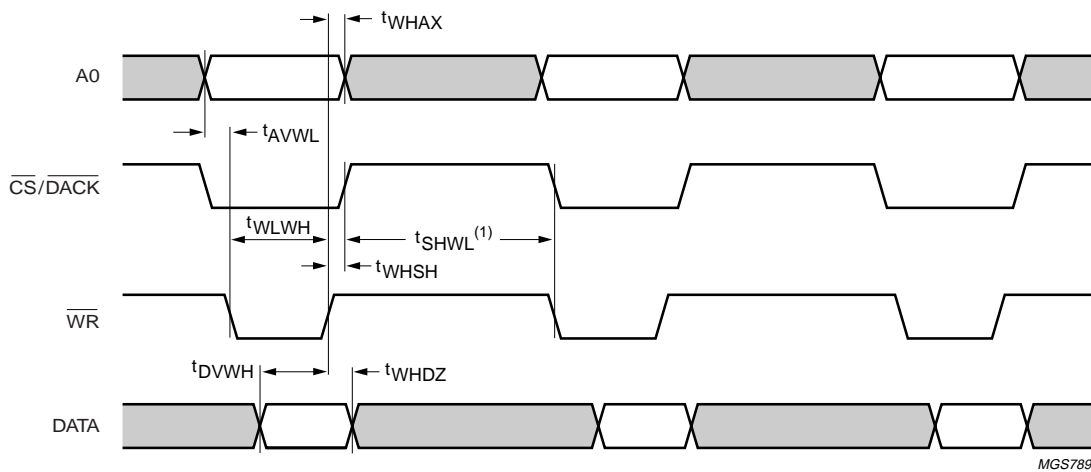 tWHAX
A0
tAVWL
CS/DACK
tWLWH
tSHWL(1)
tWHSH
WR
tDVWH
tWHDZ
DATA
MGS789